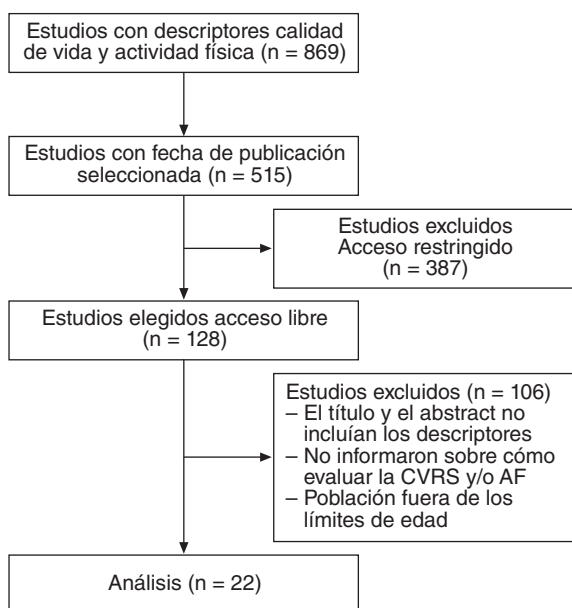 Estudios con descriptores calidad
de vida y actividad física (n = 869)
Estudios con fecha de publicación
seleccionada (n = 515)
Estudios excluidos
Acceso restringido
(n = 387)
Estudios elegidos acceso libre
(n = 128)
Estudios excluidos (n = 106)
– El título y el abstract no
incluían los descriptores
– No informaron sobre cómo
evaluar la CVRS y/o AF
– Población fuera de los
límites de edad
Análisis (n = 22)